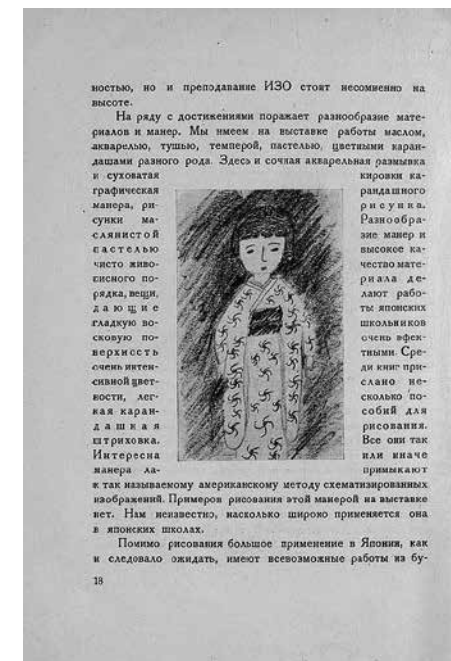 ностью, но и преподавание ИЗО стоят несомненно на
высоте.
На ряду с достижениями поражает разнообразие мате-
риалов и манер. Мы имеем на выставке работы маслом,
акварелью, тушью, темперой, пастелью, цветными каран-
дашами разного рода. Здесь и сочная акварельная размывка
и суховатая
графическая
манера, ри-
сунки ма-
слянистой
пастелью
чисто живо-
писного по-
рядка, вещи,
дающие
гладкую во-
сковую по-
верхность
очень интен-
сивной цвет-
ности, лег-
кая каран-
дашкая
штриховка.
Интересна
манера ла-
кировки ка-
рандашного
рисунка.
Разнообра-
зие манер и
высокое ка-
чество мате-
риала де-
лают рабо-
ты японских
школьников
очень эфек-
тными. Сре-
ди книг при-
слано не-
сколько по-
собий для
рисования.
Все они так
или иначе
примыкают
к так называемому американскому методу схематизированных
изображений. Примеров рисования этой манерой на выставке
нет. Нам неизвестно, насколько широко применяется она
в японских школах.
Помимо рисования большое применение в Японии, как
и следовало ожидать, имеют всевозможные работы из бу-
18